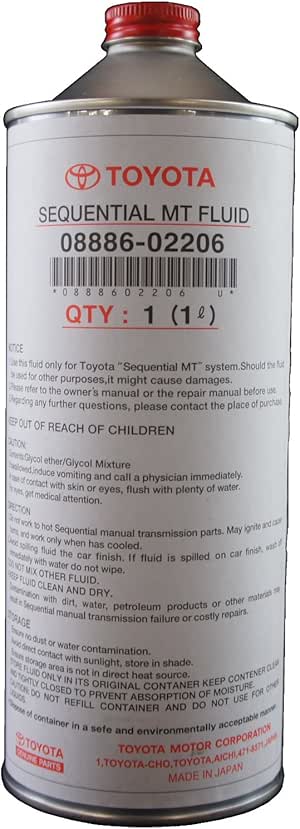 TOYOTA
SEQUENTIAL MT FLUID
08886-02206
*0888602206 U*
QTY : 1 (1ℓ)
NOTICE
Use this fluid only for Toyota "Sequential MT" system. Should the fluid
be used for other purposes,it might cause damages.
Please refer to the owner's manual or the repair manual before use.
Regarding any further questions, please contact the place of purchase.
KEEP OUT OF REACH OF CHILDREN
CAUTION:
Contents:Glycol ether/Glycol Mixture
If swallowed,induce vomiting and call a physician immediately.
In case of contact with skin or eyes, flush with plenty of water.
eyes, get medical attention.
DIRECTION
Do not work to hot Sequential manual transmission parts. May ignite and cause
and work only when has cooled.
Avoid spilling fluid the car finish. If fluid is spilled on car finish, wash off
immediately with water do not wipe.
DO NOT MIX OTHER FLUID.
KEEP FLUID CLEAN AND DRY.
Contamination with dirt, water, petroleum products or other materials may
result in Sequential manual transmission failure or costly repairs.
STORAGE
Ensure no dust or water contamination.
Avoid direct contact with sunlight, store in shade.
Ensure storage area is not in direct heat source.
CAUTION FLUID ONLY IN ITS ORIGINAL CONTANER KEEP CONTENER CLEAN
AND TIGHTLY CLOSED TO PRVENT ABSORPTION OF MOISTURE.
CAUTION: DO NOT REFILL CONTAINER AND DO NOT USE FOR OTHER
LIQUIDS.
Dispose of container in a sefe and environmentally acceptable manner.
TOYOTA
GENUINE PARTS
TOYOTA MOTOR CORPORATION
1,TOYOTA-CHO,TOYOTA,AICHI,471-8571,JAPAN
MADE IN JAPAN